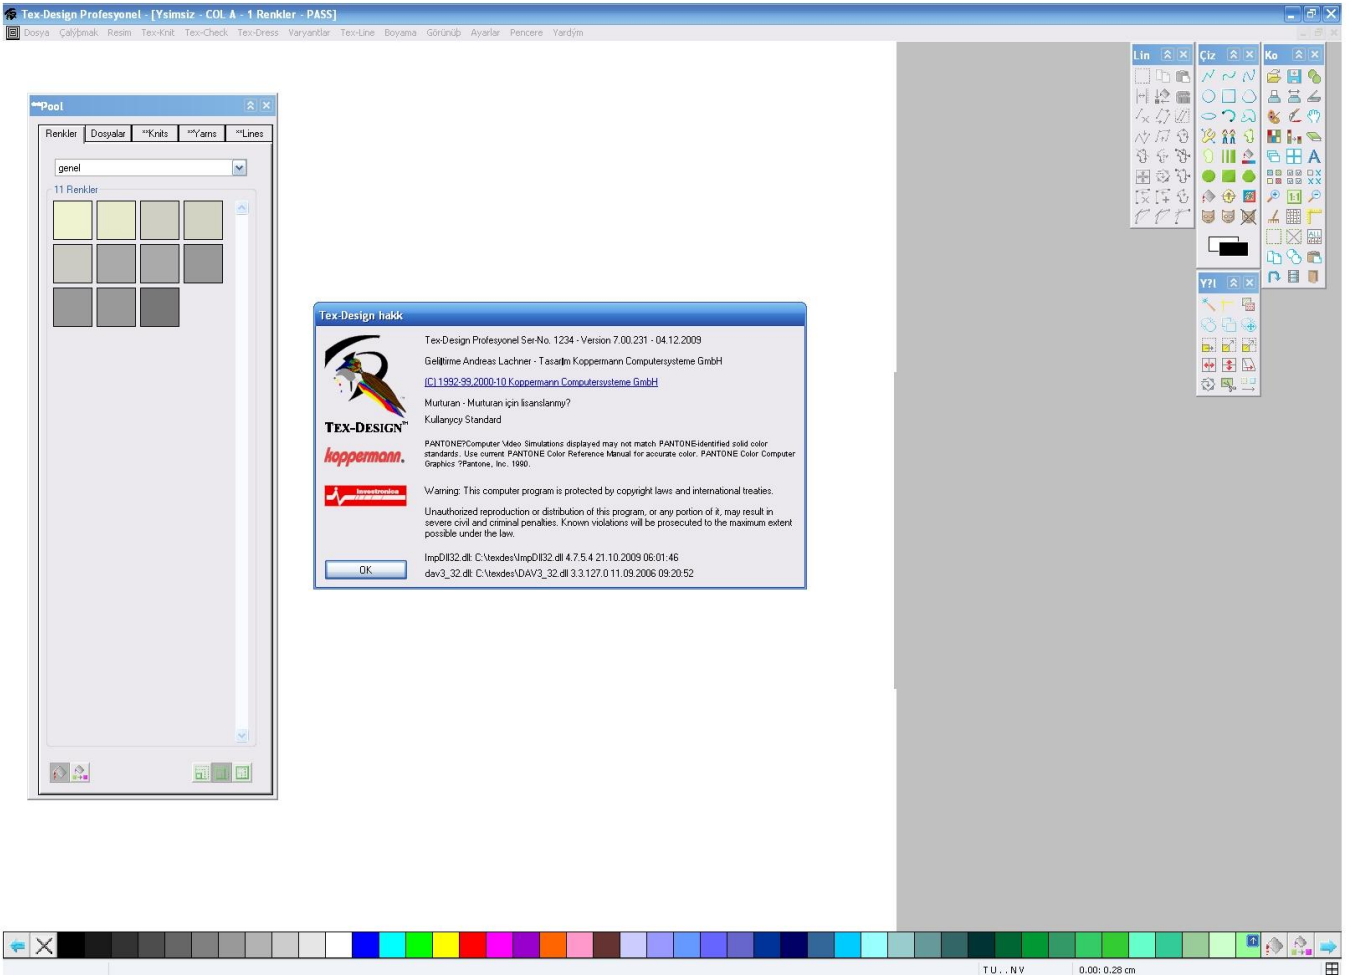 Tex-Design Profesyonel - [Ysimsiz - COL A - 1 Renkler - PASS]
Dosya Çalýþmak Resim Tex-Knit Tex-Check Tex-Dress Varyantlar Tex-Line Boyama Görünüþ Ayarlar Pencere Yardým
Lin
Çiz
Ko
**Pool
Renkler Dosyalar **Knits **Yarns **Lines
genel
11 Renkler
A
1:1
ALL
Y?l
Tex-Design hakk
Tex-Design Profesyonel Ser-No. 1234 - Version 7.00.231 - 04.12.2009
Andreas Lachner - Koppermann Computersysteme GmbH
(C) 1992-99,2000-10 Koppermann Computersysteme GmbH
Murturan - Murturan için lisanslanmy?
Kullanycy Standard
TEX-DESIGN™
koppermann.
PANTONE?Computer Video Simulations displayed may not match PANTONE-identified solid color
standards. Use current PANTONE Color Reference Manual for accurate color. PANTONE Color Computer
Graphics ?Pantone, Inc. 1990.
investronica
Warning: This computer program is protected by copyright laws and international treaties.
Unauthorized reproduction or distribution of this program, or any portion of it, may result in
severe civil and criminal penalties. Known violations will be prosecuted to the maximum extent
possible under the law.
ImpDll32.dll: C:\texdes\ImpDll32.dll 4.7.5.4 21.10.2009 06:01:46
OK
dav3_32.dll: C:\texdes\DAV3_32.dll 3.3.127.0 11.09.2006 09:20:52
T U . . N V
0.00: 0.28 cm